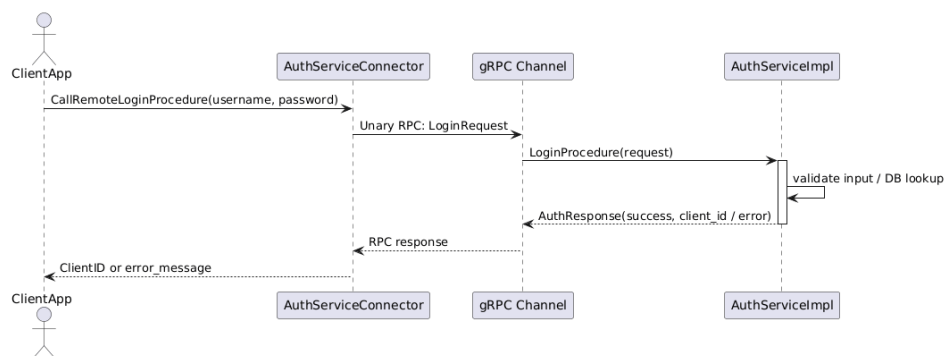 ClientApp
AuthServiceConnector
gRPC Channel
AuthServiceImpl
CallRemoteLoginProcedure(username, password)
Unary RPC: LoginRequest
LoginProcedure(request)
validate input / DB lookup
AuthResponse(success, client_id / error)
RPC response
ClientID or error_message
ClientApp
AuthServiceConnector
gRPC Channel
AuthServiceImpl